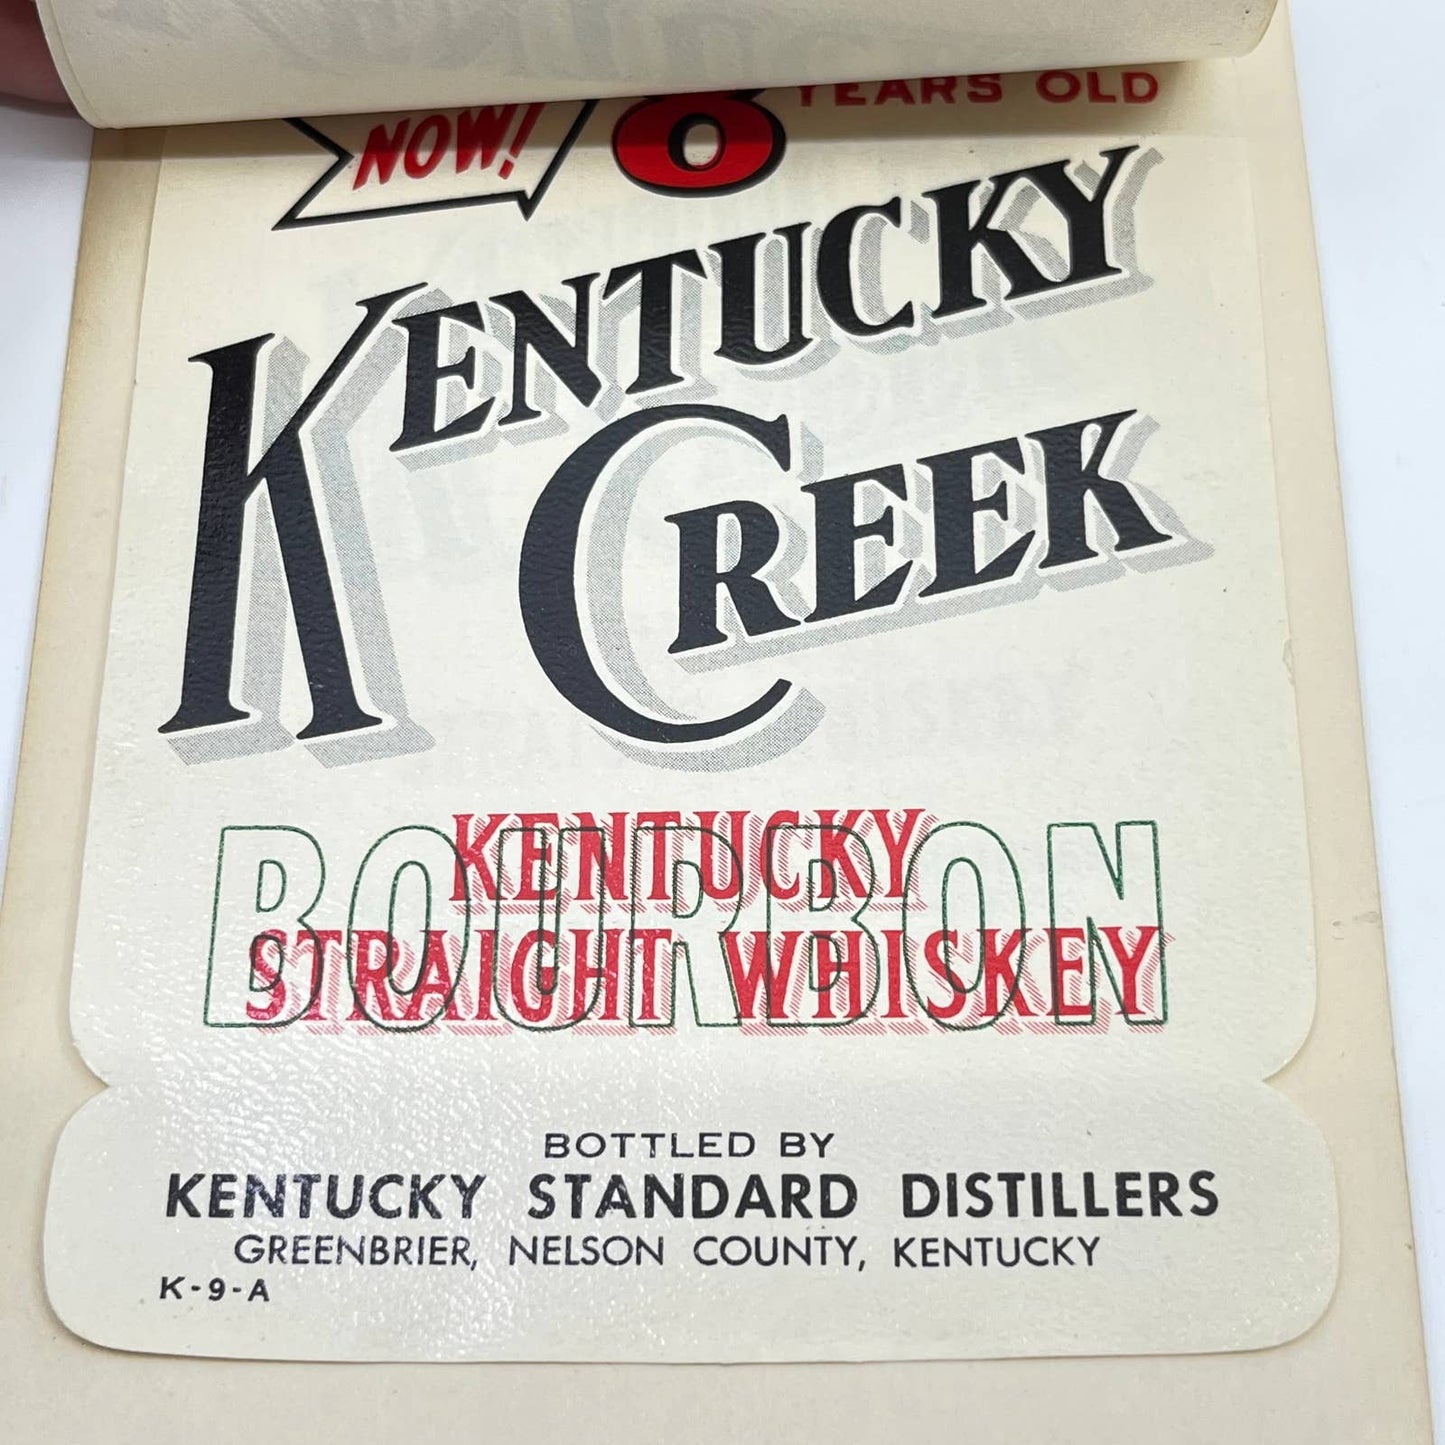 NOW! 8 YEARS OLD
KENTUCKY
CREEK
BOURBON
KENTUCKY
STRAIGHT WHISKEY
BOTTLED BY
KENTUCKY STANDARD DISTILLERS
GREENBRIER, NELSON COUNTY, KENTUCKY
K-9-A